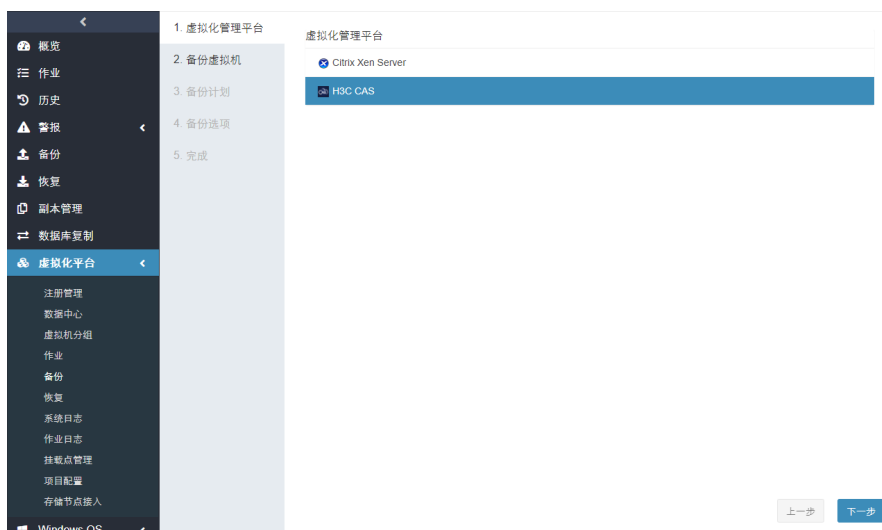 概览
作业
历史
警报
备份
恢复
副本管理
数据库复制
虚拟化平台
注册管理
数据中心
虚拟机分组
作业
备份
恢复
系统日志
作业日志
挂载点管理
项目配置
存储节点接入
Windows OS
1. 虚拟化管理平台
2. 备份虚拟机
3. 备份计划
4. 备份选项
5. 完成
虚拟化管理平台
Citrix Xen Server
H3C CAS
上一步
下一步